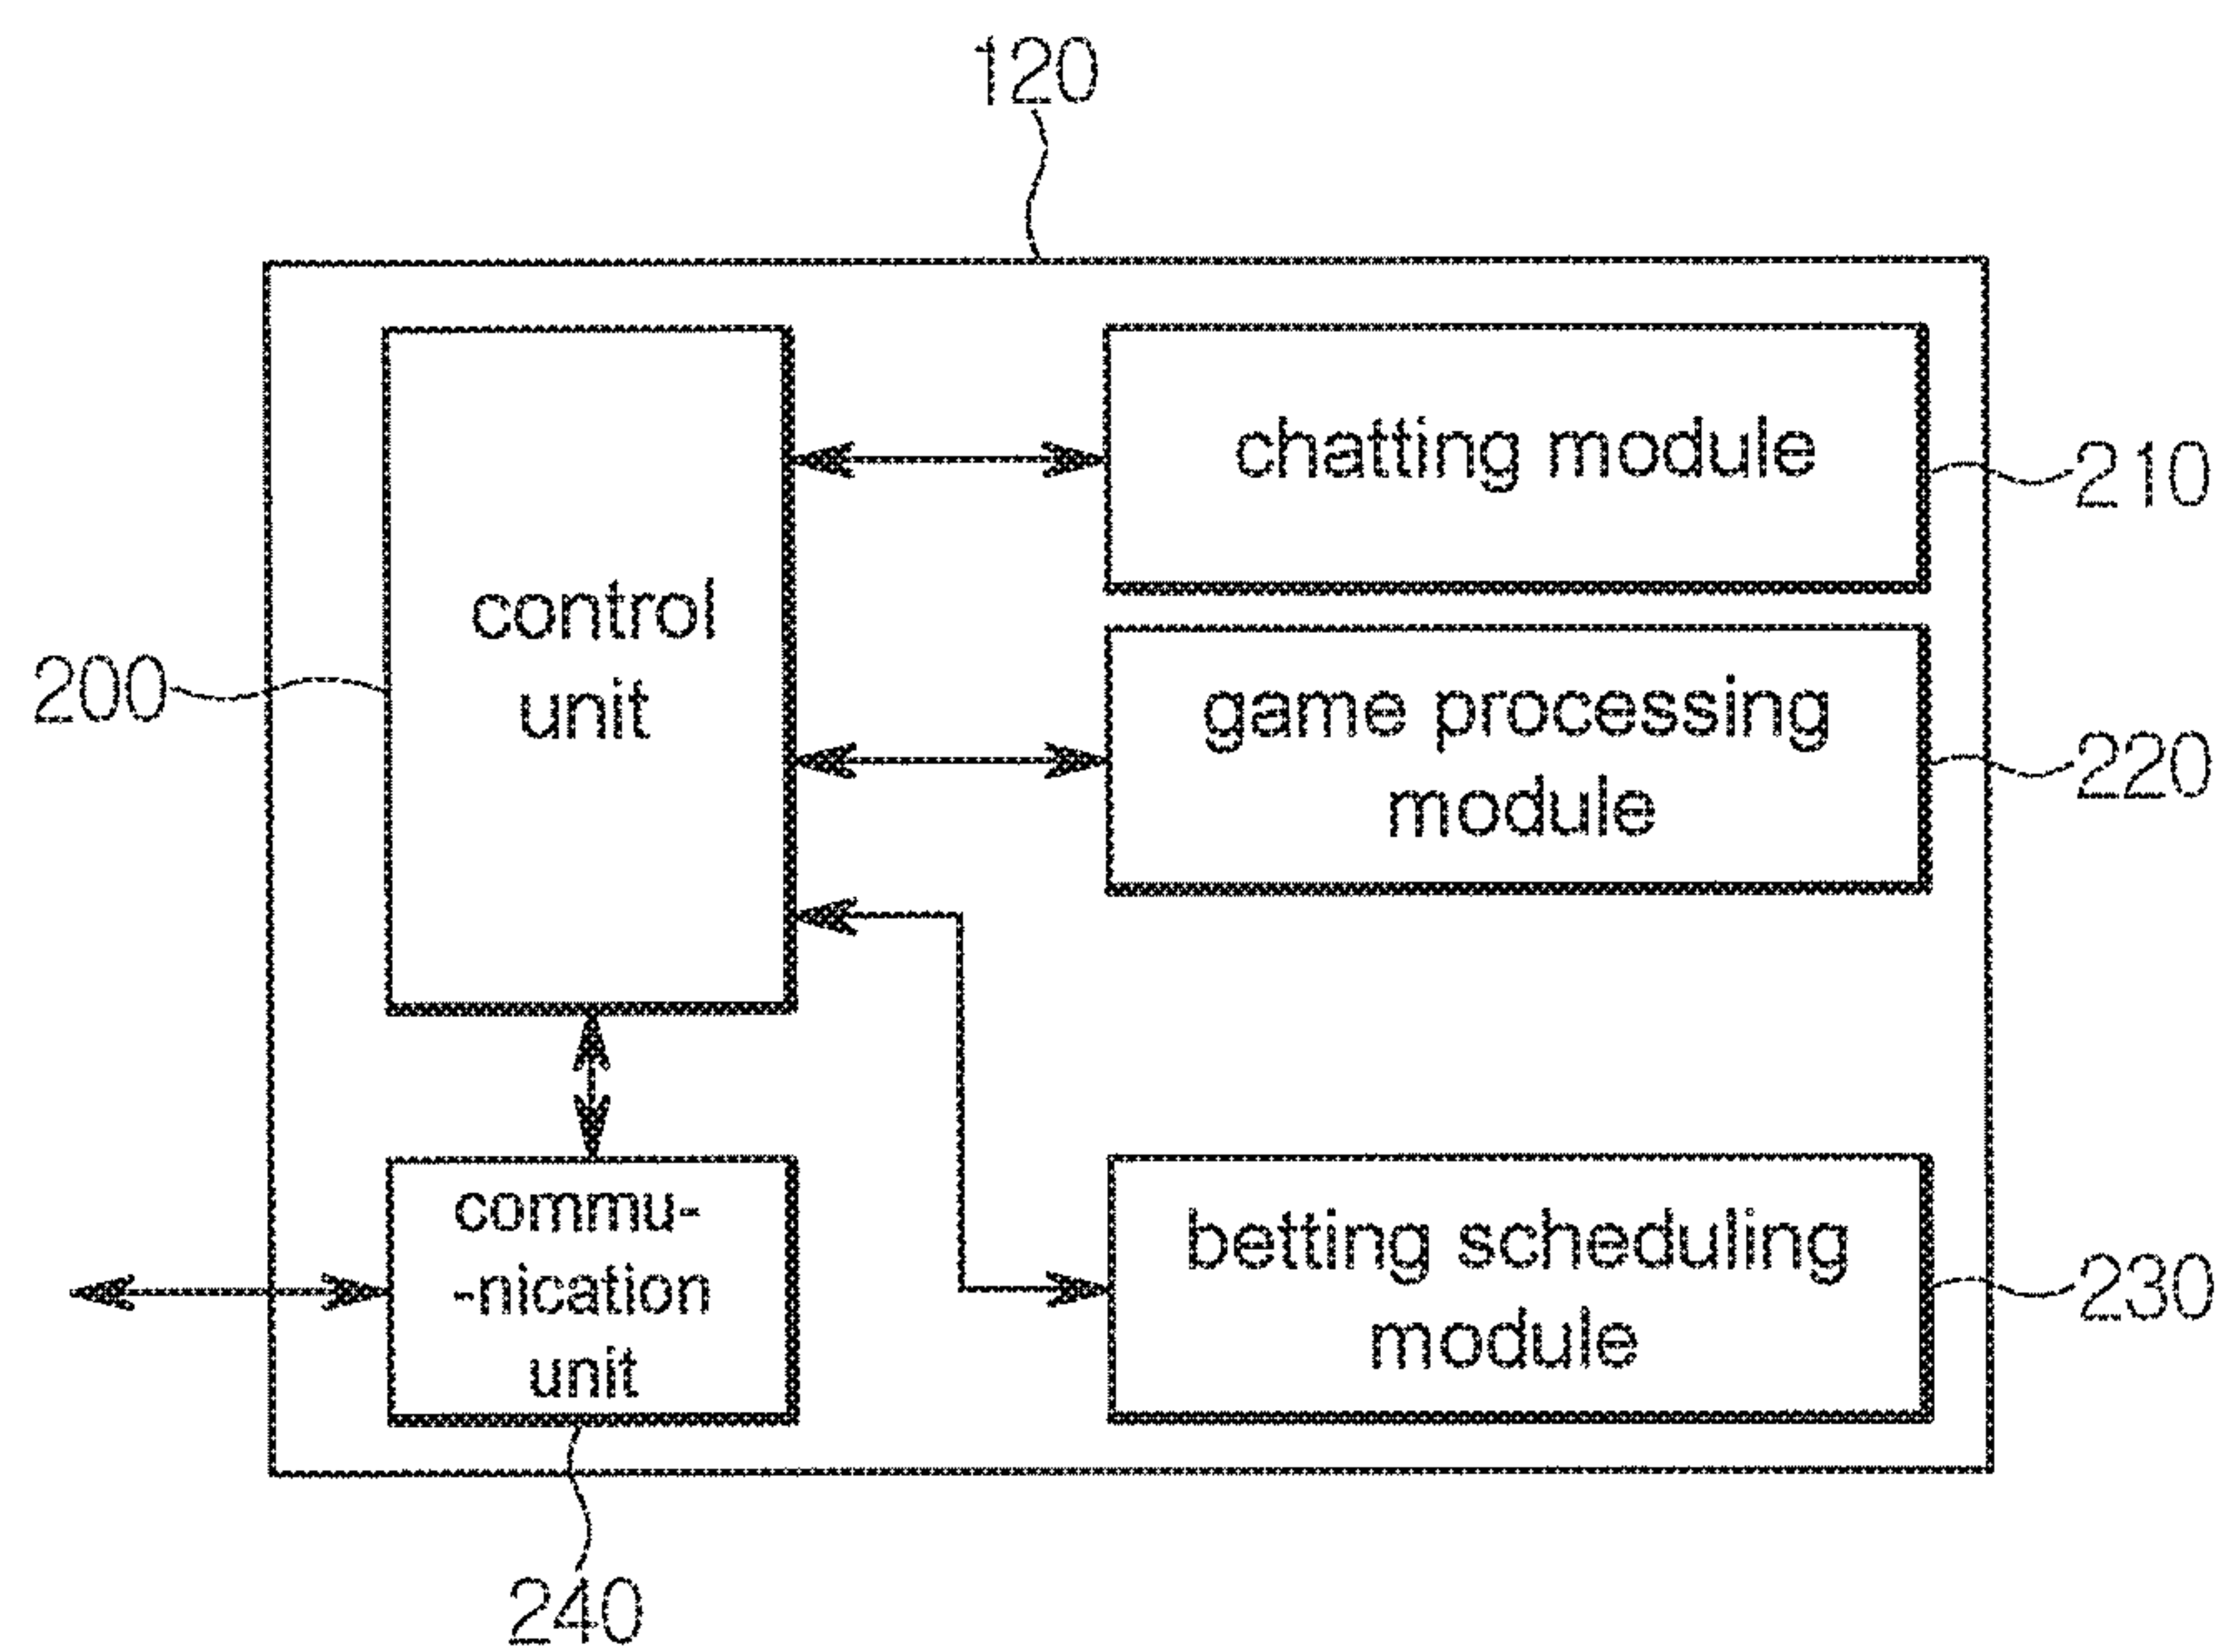 120
control
unit
200
chatting module
210
game processing
module
220
commu-
-nication
unit
240
betting scheduling
module
230